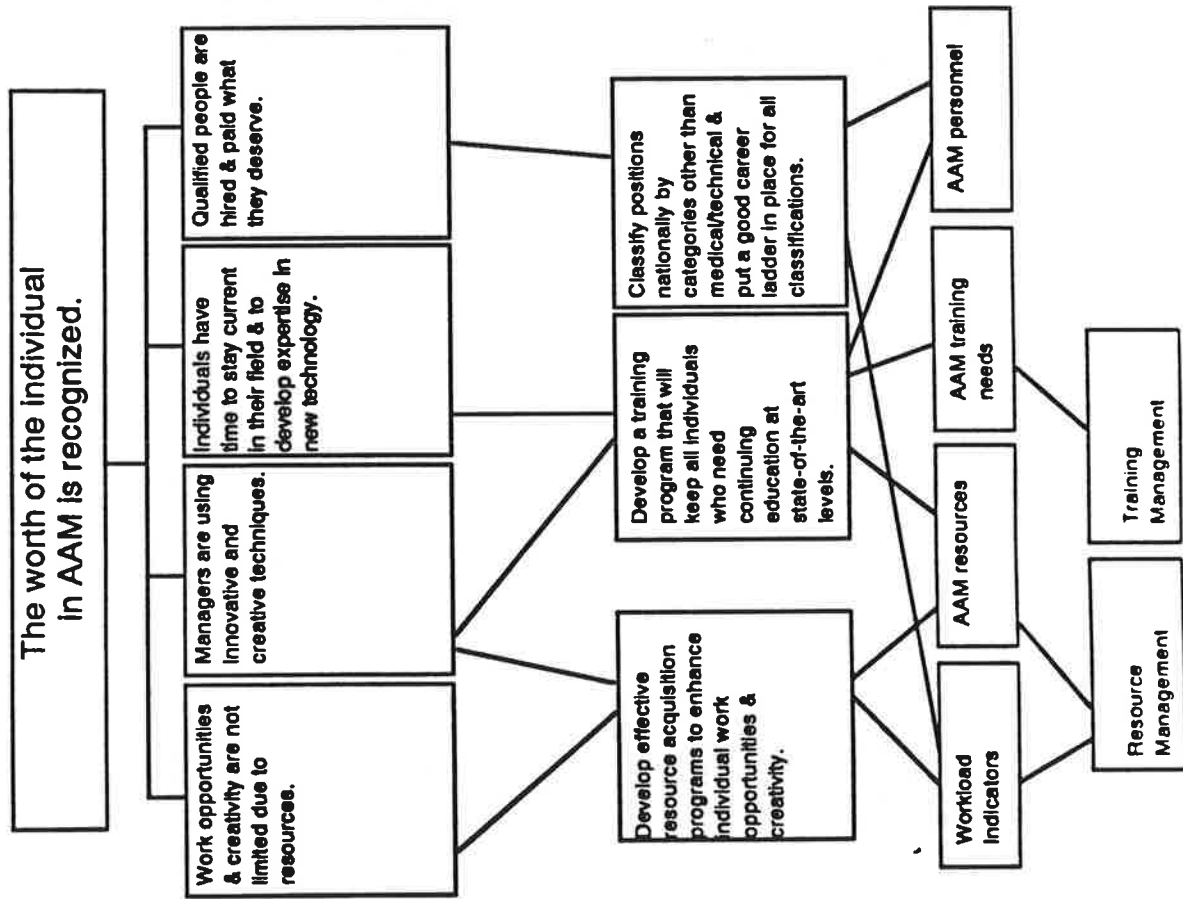 The worth of the individual
in AAM is recognized.
Work opportunities
& creativity are not
limited due to
resources.
Managers are using
innovative and
creative techniques.
Individuals have
time to stay current
in their field & to
develop expertise in
new technology.
Qualified people are
hired & paid what
they deserve.
Develop effective
resource acquisition
programs to enhance
individual work
opportunities &
creativity.
Develop a training
program that will
keep all individuals
who need
continuing
education at
state-of-the-art
levels.
Classify positions
nationally by
categories other than
medical/technical &
put a good career
ladder in place for all
classifications.
Workload
Indicators
AAM resources
AAM training
needs
AAM personnel
Resource
Management
Training
Management